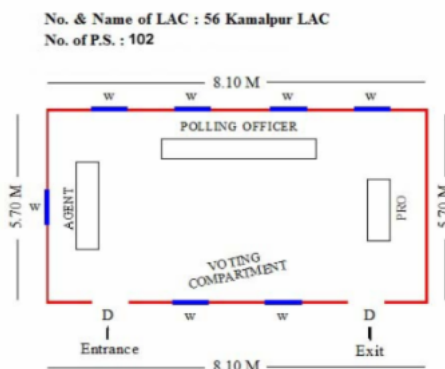 No. & Name of LAC : 56 Kamalpur LAC
No. of P.S. : 102
8.10 M
w w w w
POLLING OFFICER
5.70 M
w
AGENT
PRO
5.70 M
VOTING
COMPARTMENT
D w w D
Entrance Exit
8.10 M